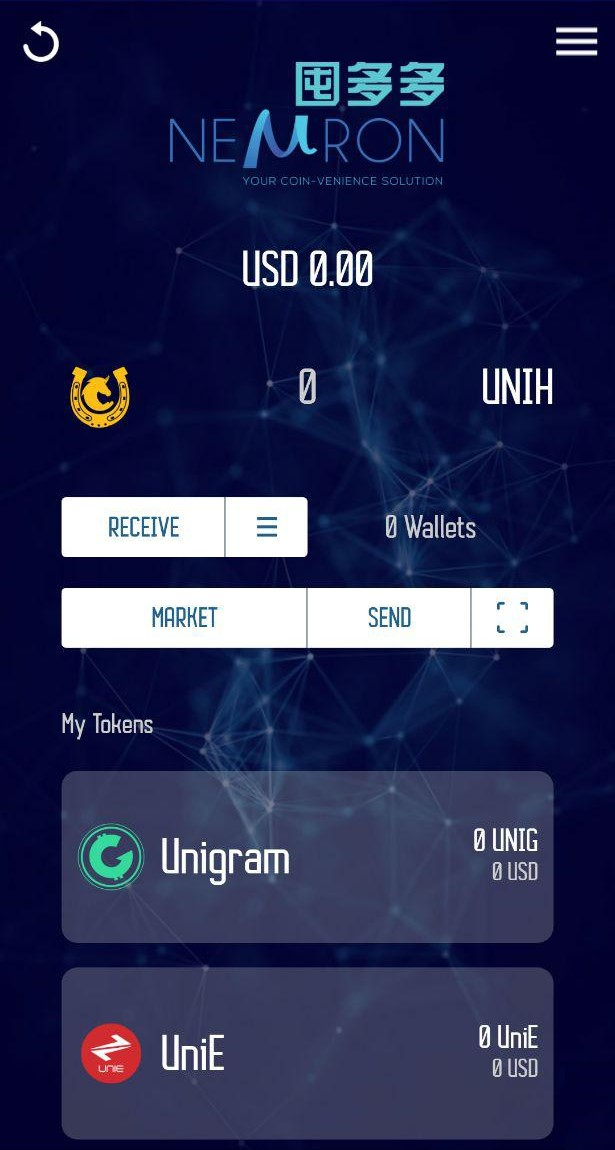 囤多多
NEMRON
YOUR COIN-VENIENCE SOLUTION
USD 0.00
0 UNIH
RECEIVE 0 Wallets
MARKET SEND
My Tokens
Unigram 0 UNIG
0 USD
UNIE UniE 0 UniE
0 USD